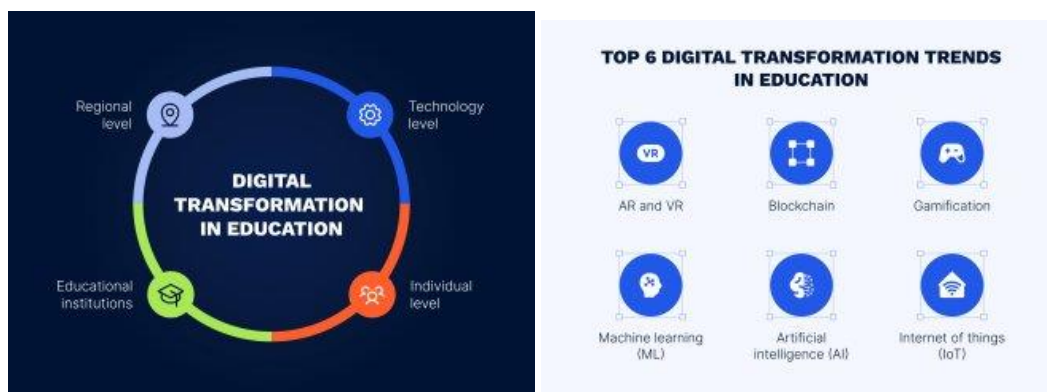 Regional
level
Technology
level
DIGITAL
TRANSFORMATION
IN EDUCATION
Educational
institutions
Individual
level
TOP 6 DIGITAL TRANSFORMATION TRENDS
IN EDUCATION
VR
AR and VR
Blockchain
Gamification
Machine learning
(ML)
Artificial
intelligence (AI)
Internet of things
(IoT)